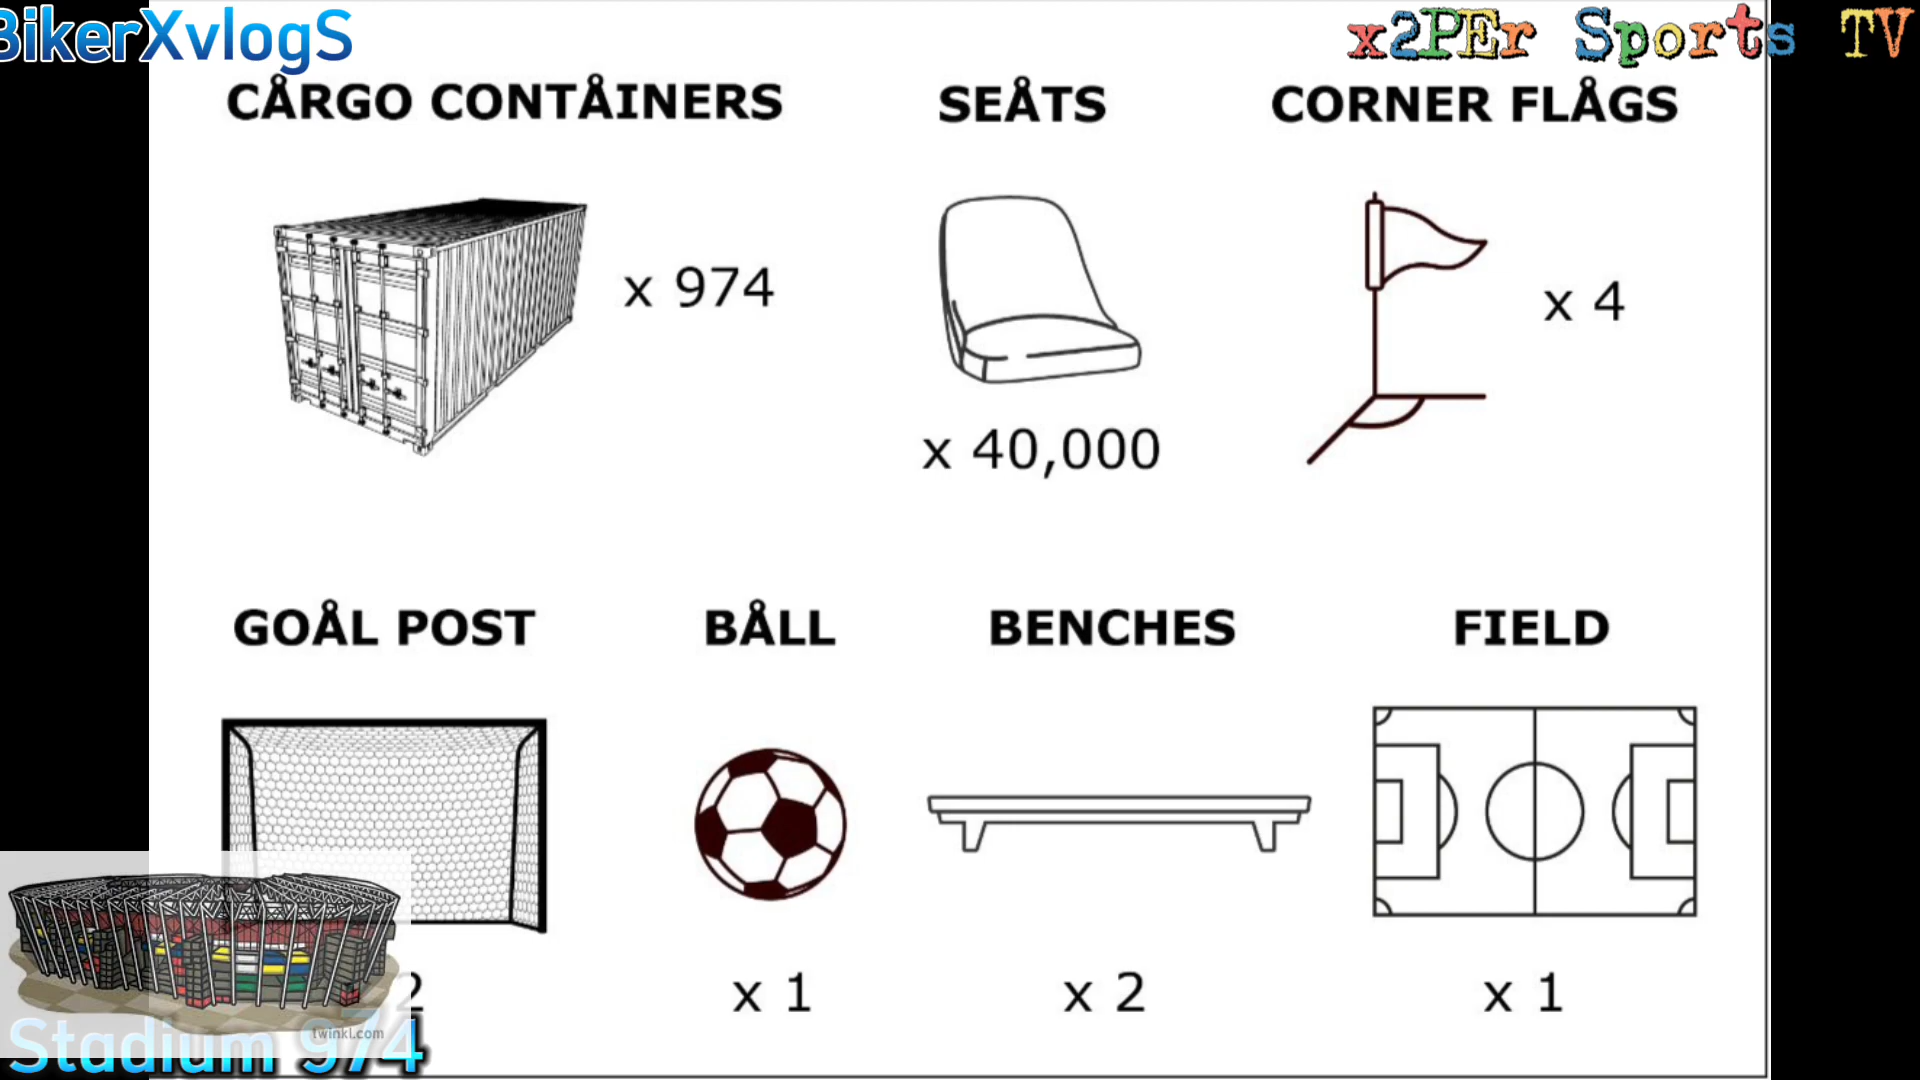 BikerXvlogS
x2PEr Sports TV
CÅRGO CONTÅINERS
SEÅTS
CORNER FLÅGS
x 974
x 4
x 40,000
GOÅL POST
BÅLL
BENCHES
FIELD
2
x 1
x 2
x 1
twinkl.com
Stadium 974